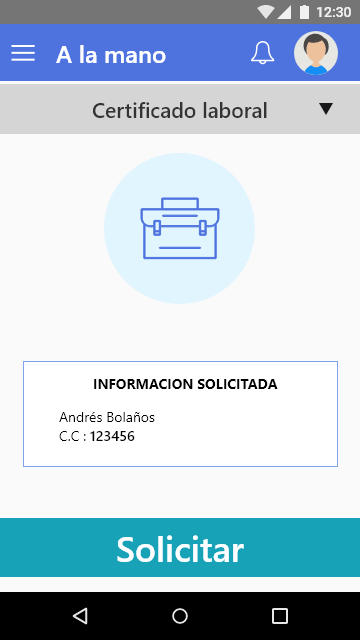 12:30
A la mano
Certificado laboral
INFORMACION SOLICITADA
Andrés Bolaños
C.C : 123456
Solicitar